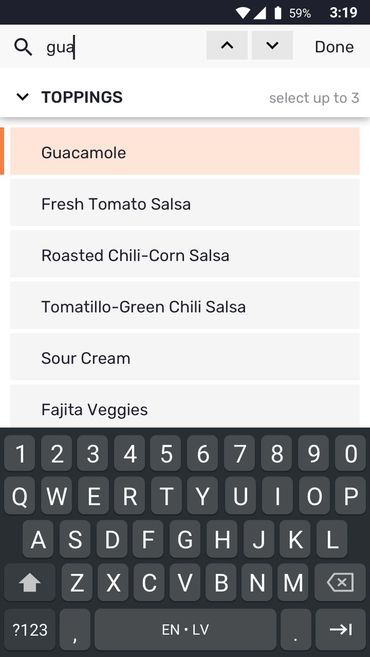 59% 3:19
gua Done
TOPPINGS select up to 3
Guacamole
Fresh Tomato Salsa
Roasted Chili-Corn Salsa
Tomatillo-Green Chili Salsa
Sour Cream
Fajita Veggies
1 2 3 4 5 6 7 8 9 0
Q W E R T Y U I O P
A S D F G H J K L
Z X C V B N M
?123 , EN • LV .